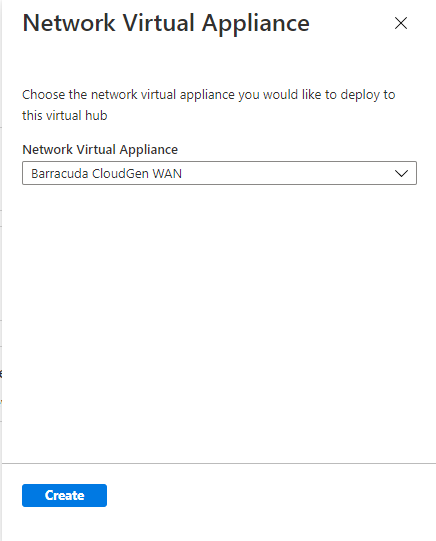 Network Virtual Appliance
Choose the network virtual appliance you would like to deploy to
this virtual hub
Network Virtual Appliance
Barracuda CloudGen WAN
Create